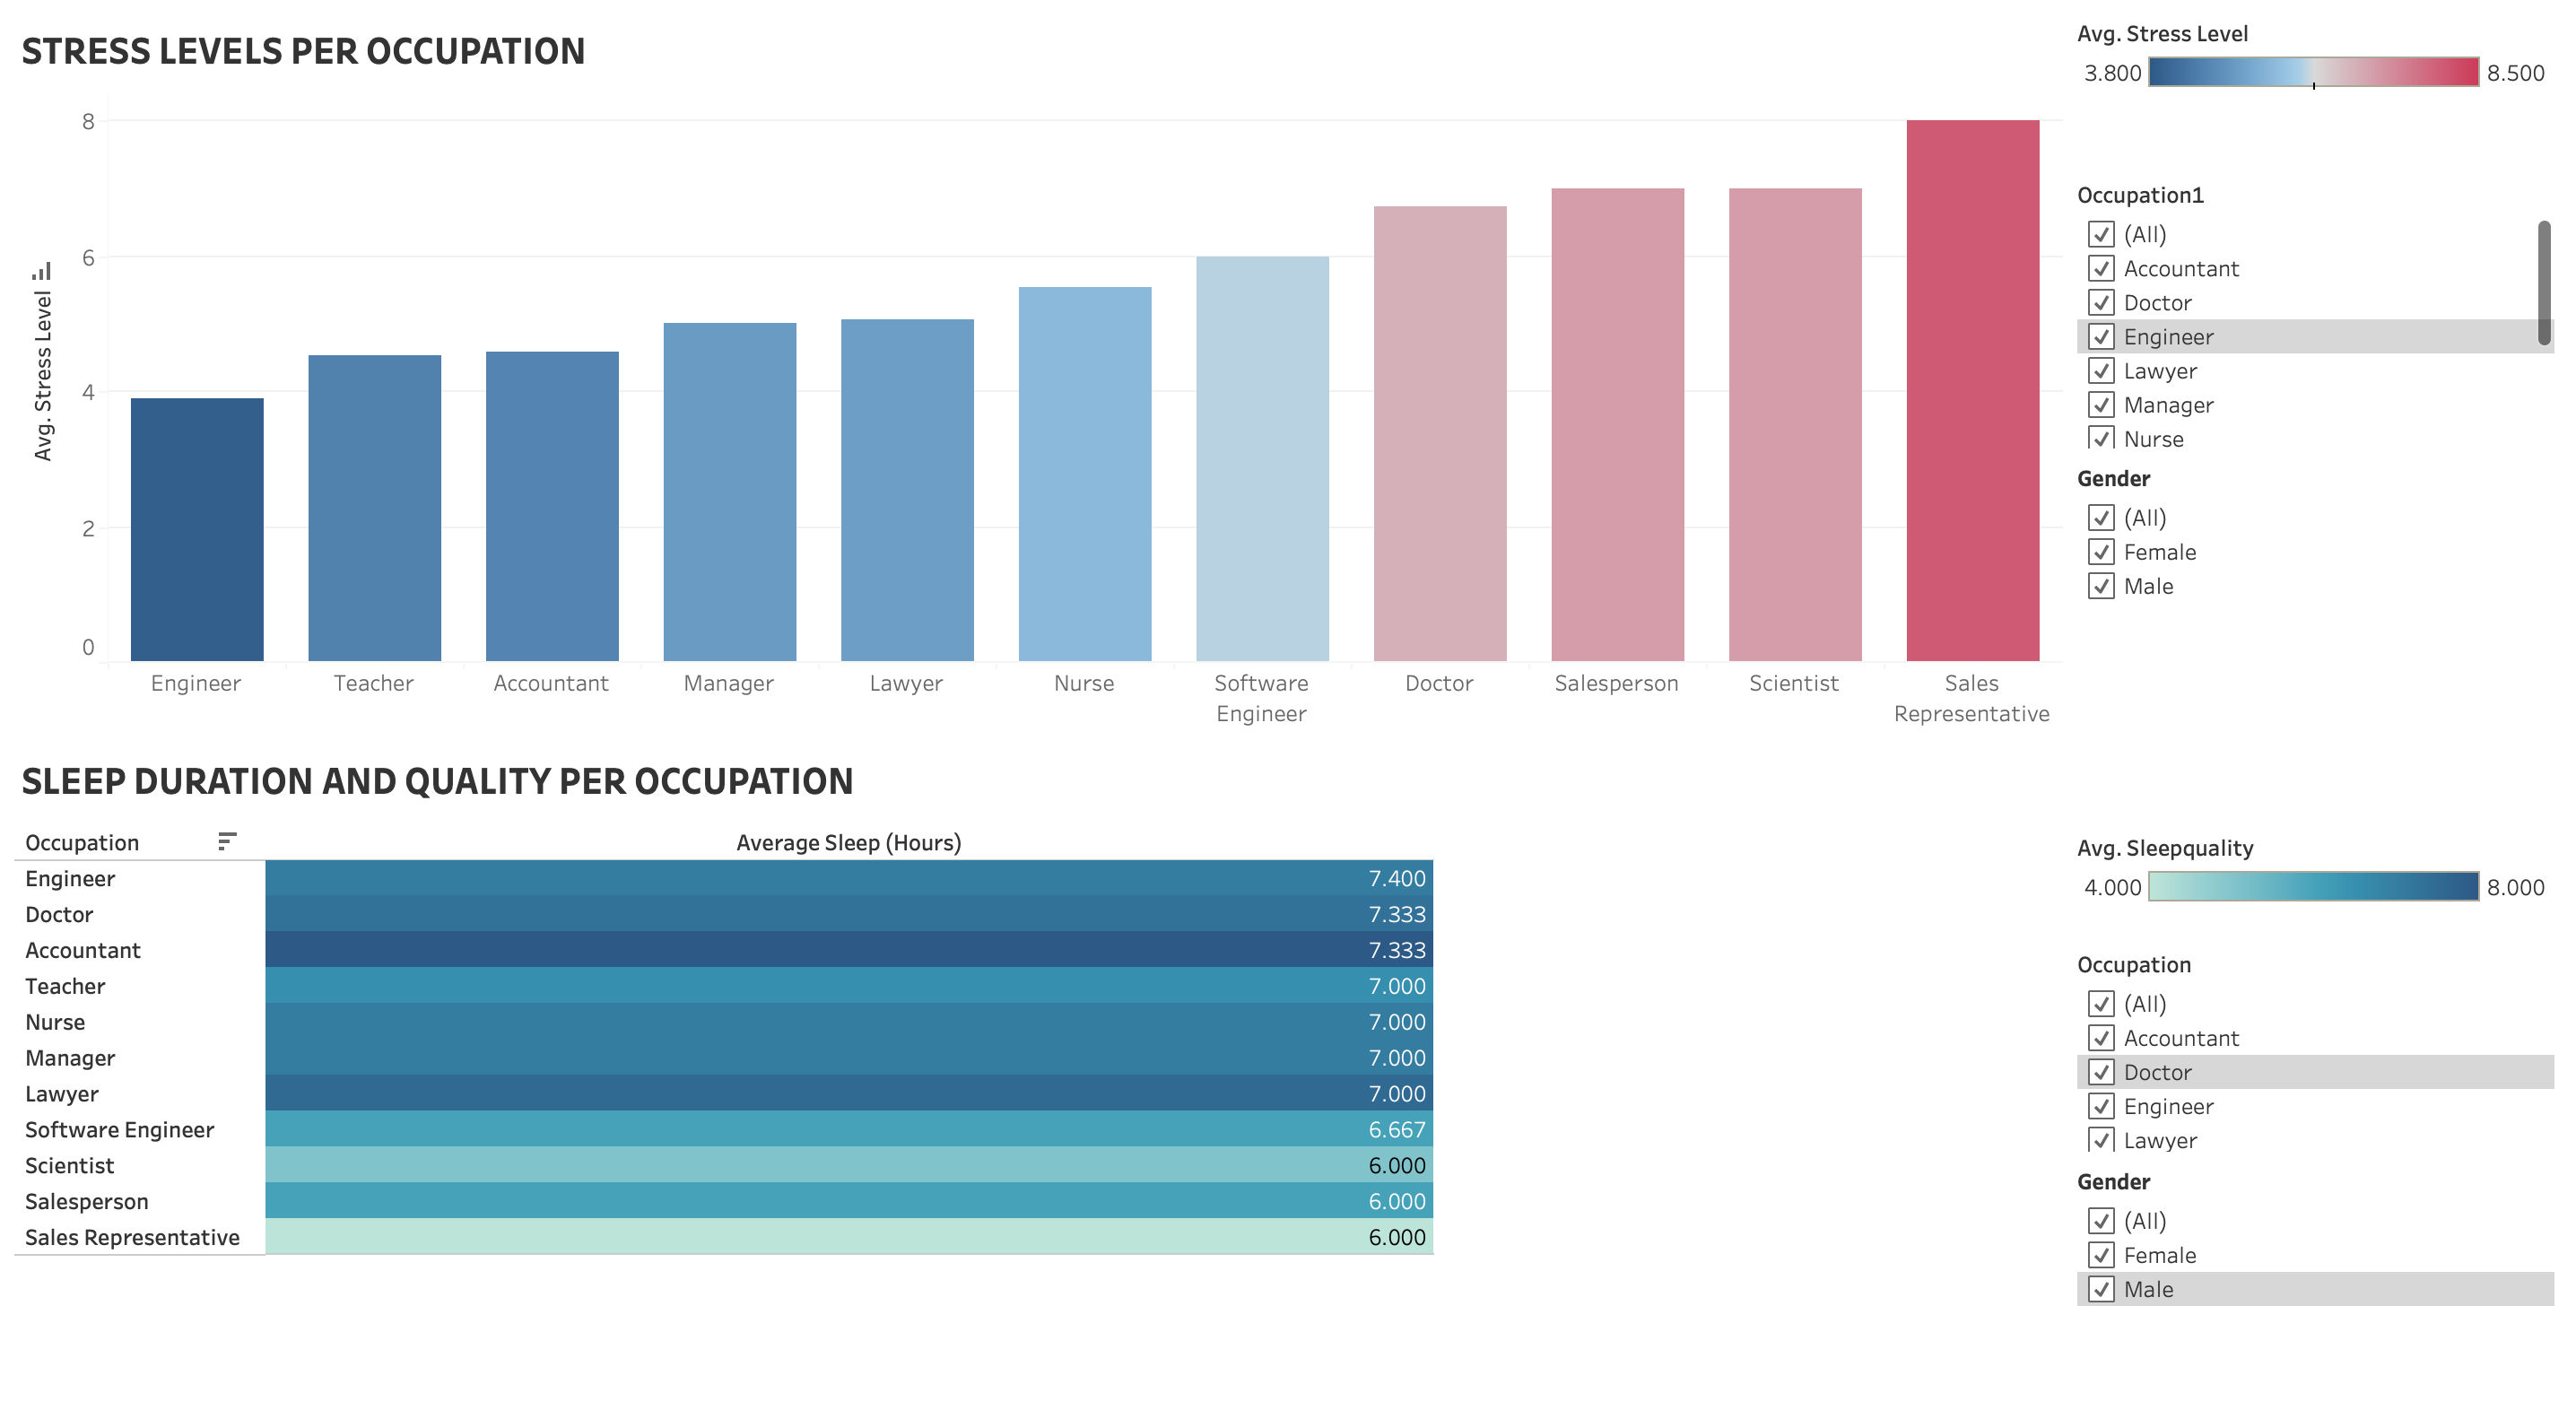 STRESS LEVELS PER OCCUPATION
Avg. Stress Level
8
6
4
2
0
Engineer
Teacher
Accountant
Manager
Lawyer
Nurse
Software
Engineer
Doctor
Salesperson
Scientist
Sales
Representative
Avg. Stress Level
3.800 8.500
Occupation1
(All)
Accountant
Doctor
Engineer
Lawyer
Manager
Nurse
Gender
(All)
Female
Male
SLEEP DURATION AND QUALITY PER OCCUPATION
Occupation Average Sleep (Hours)
Engineer 7.400
Doctor 7.333
Accountant 7.333
Teacher 7.000
Nurse 7.000
Manager 7.000
Lawyer 7.000
Software Engineer 6.667
Scientist 6.000
Salesperson 6.000
Sales Representative 6.000
Avg. Sleepquality
4.000 8.000
Occupation
(All)
Accountant
Doctor
Engineer
Lawyer
Gender
(All)
Female
Male